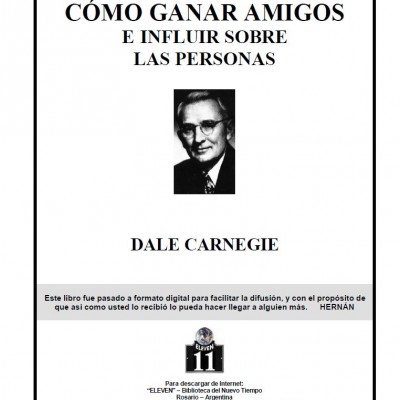 CÓMO GANAR AMIGOS
E INFLUIR SOBRE
LAS PERSONAS
DALE CARNEGIE
Este libro fue pasado a formato digital para facilitar la difusión, y con el propósito de
que así como usted lo recibió lo pueda hacer llegar a alguien más. HERNÁN
ELEVEN
11
Para descargar de Internet:
“ELEVEN” – Biblioteca del Nuevo Tiempo
Rosario – Argentina